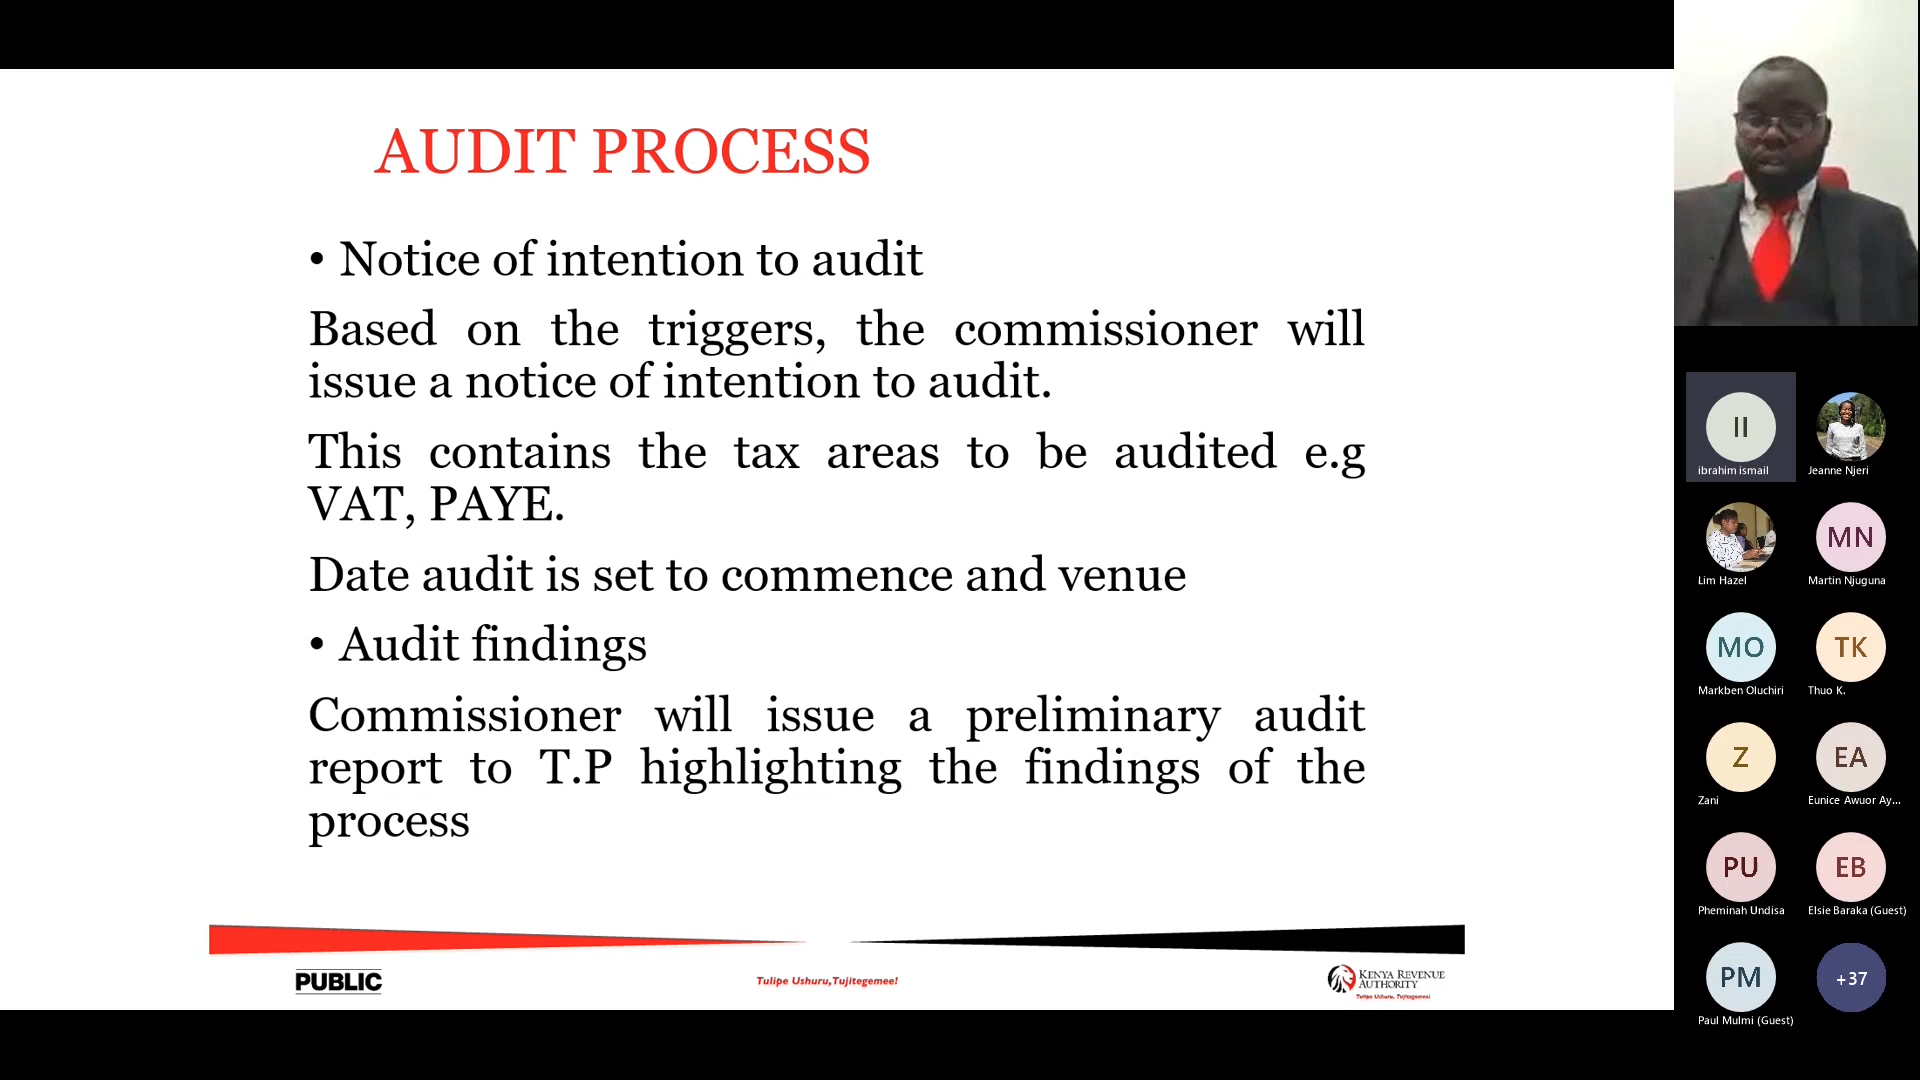 AUDIT PROCESS
• Notice of intention to audit
Based on the triggers, the commissioner will
issue a notice of intention to audit.
This contains the tax areas to be audited e.g
VAT, PAYE.
Date audit is set to commence and venue
• Audit findings
Commissioner will issue a preliminary audit
report to T.P highlighting the findings of the
process
PUBLIC
Tulipe Ushuru,Tujitegemee!
KENYA REVENUE
AUTHORITY
Tulipe Ushuru, Tujitegemee!
II
ibrahim ismail
Jeanne Njeri
Lim Hazel
MN
Martin Njuguna
MO
Markben Oluchiri
TK
Thuo K.
Z
Zani
EA
Eunice Awuor Ay...
PU
Pheminah Undisa
EB
Elsie Baraka (Guest)
PM
Paul Mulmi (Guest)
+37